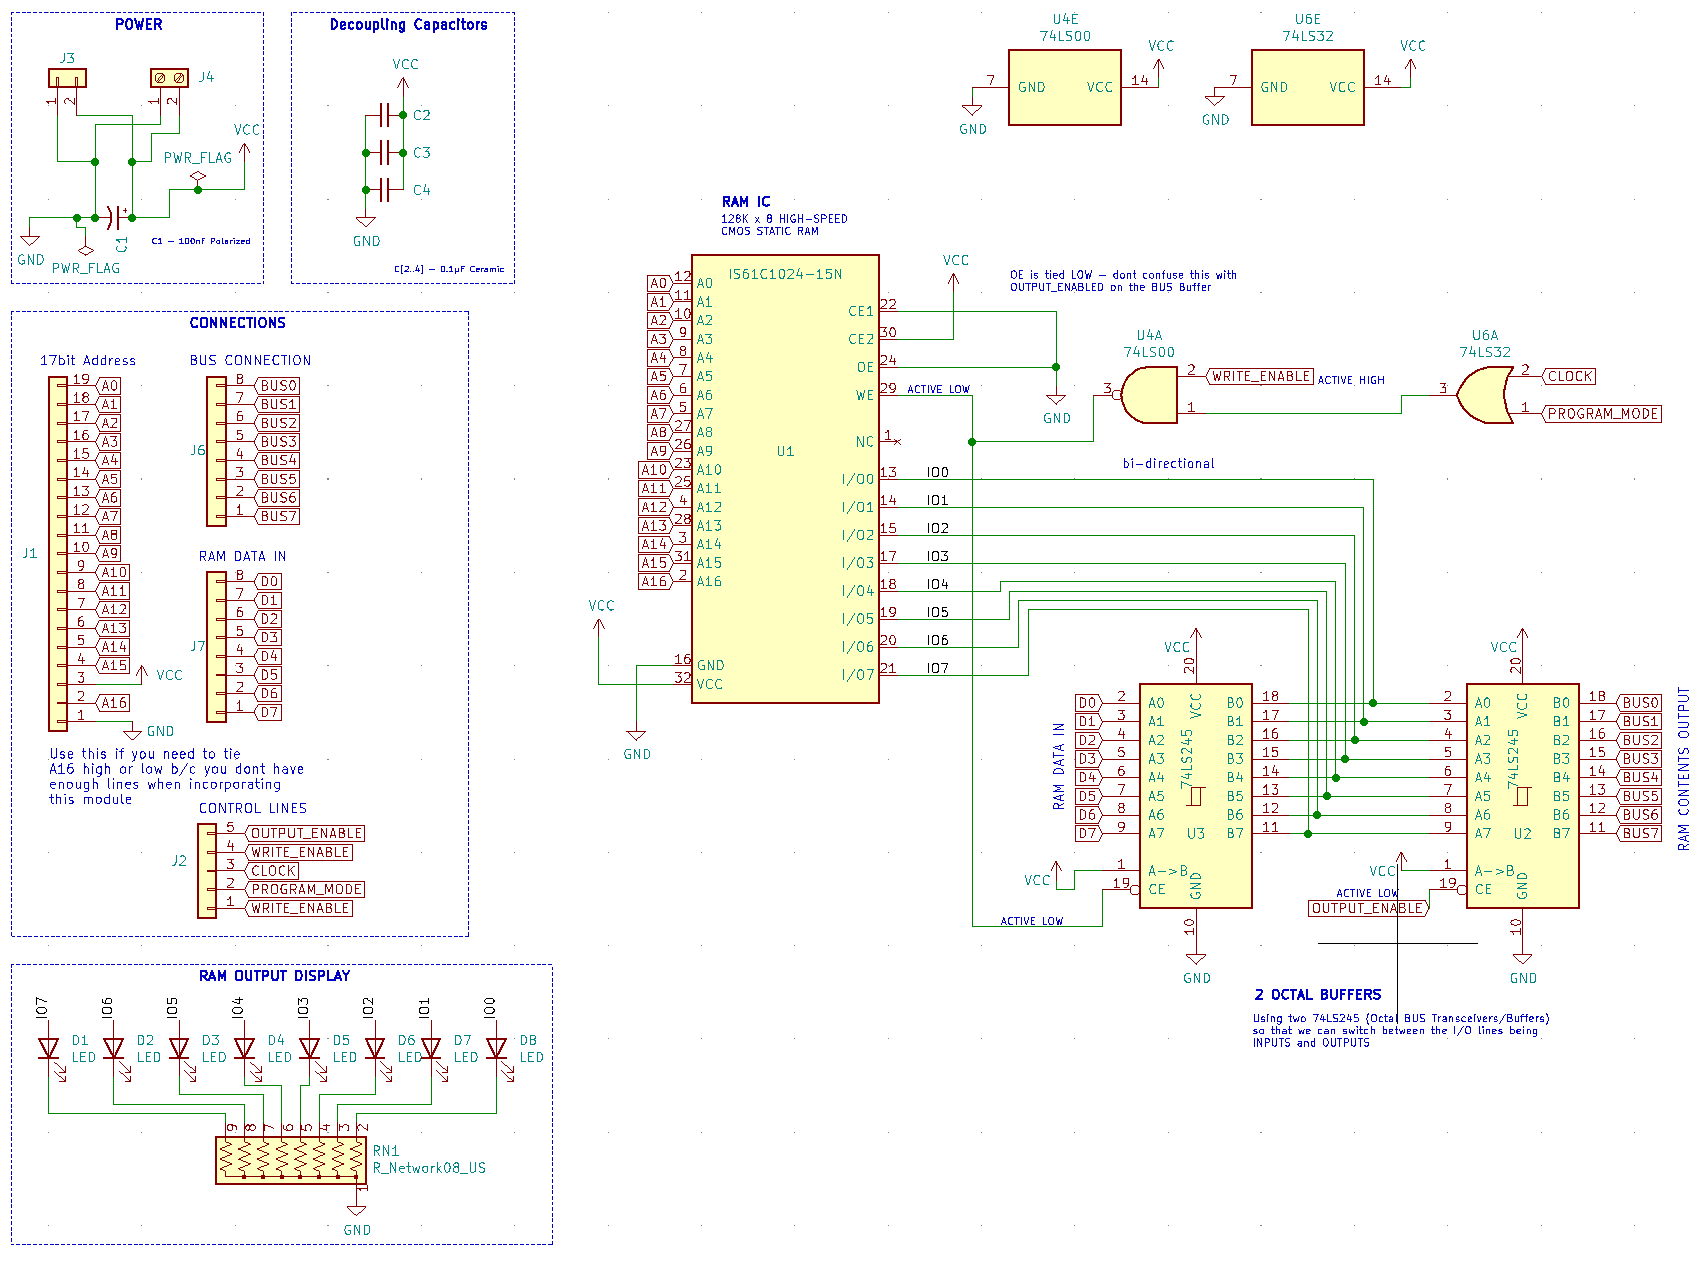 POWER
J3
J4
1
2
1
2
VCC
PWR_FLAG
C1
C1 – 100nF Polarized
GND
PWR_FLAG
Decoupling Capacitors
VCC
C2
C3
C4
GND
C[2..4] – 0.1µF Ceramic
U4E
74LS00
7 GND VCC 14
VCC
GND
U6E
74LS32
7 GND VCC 14
VCC
GND
CONNECTIONS
17bit Address
J1
19 A0
18 A1
17 A2
16 A3
15 A4
14 A5
13 A6
12 A7
11 A8
10 A9
9 A10
8 A11
7 A12
6 A13
5 A14
4 A15
3 VCC
2 A16
1 GND
Use this if you need to tie
A16 high or low b/c you dont have
enough lines when incorporating
this module
BUS CONNECTION
J6
8 BUS0
7 BUS1
6 BUS2
5 BUS3
4 BUS4
3 BUS5
2 BUS6
1 BUS7
RAM DATA IN
J7
8 D0
7 D1
6 D2
5 D3
4 D4
3 D5
2 D6
1 D7
CONTROL LINES
J2
5 OUTPUT_ENABLE
4 WRITE_ENABLE
3 CLOCK
2 PROGRAM_MODE
1 WRITE_ENABLE
RAM IC
128K x 8 HIGH-SPEED
CMOS STATIC RAM
IS61C1024-15N
U1
A0 12 A0
A1 11 A1
A2 10 A2
A3 9 A3
A4 8 A4
A5 7 A5
A6 6 A6
A7 5 A7
A8 27 A8
A9 26 A9
A10 23 A10
A11 25 A11
A12 4 A12
A13 28 A13
A14 3 A14
A15 31 A15
A16 2 A16
VCC
16 GND
32 VCC
GND
CE1 22
CE2 30
OE 24
WE 29
NC 1
I/O0 13 IO0
I/O1 14 IO1
I/O2 15 IO2
I/O3 17 IO3
I/O4 18 IO4
I/O5 19 IO5
I/O6 20 IO6
I/O7 21 IO7
VCC
ACTIVE LOW
OE is tied LOW – dont confuse this with
OUTPUT_ENABLED on the BUS Buffer
GND
U4A
74LS00
3
2 WRITE_ENABLE
1
ACTIVE HIGH
U6A
74LS32
3
2 CLOCK
1 PROGRAM_MODE
bi-directional
RAM DATA IN
VCC
20
VCC
74LS245
U3
D0 2 A0 B0 18
D1 3 A1 B1 17
D2 4 A2 B2 16
D3 5 A3 B3 15
D4 6 A4 B4 14
D5 7 A5 B5 13
D6 8 A6 B6 12
D7 9 A7 B7 11
VCC
1 A->B
19 CE
GND
10
GND
ACTIVE LOW
VCC
20
VCC
74LS245
U2
2 A0 B0 18 BUS0
3 A1 B1 17 BUS1
4 A2 B2 16 BUS2
5 A3 B3 15 BUS3
6 A4 B4 14 BUS4
7 A5 B5 13 BUS5
8 A6 B6 12 BUS6
9 A7 B7 11 BUS7
VCC
1 A->B
19 CE
ACTIVE LOW
OUTPUT_ENABLE
GND
10
GND
RAM CONTENTS OUTPUT
2 OCTAL BUFFERS
Using two 74LS245 (Octal BUS Transceivers/Buffers)
so that we can switch between the I/O lines being
INPUTS and OUTPUTS
RAM OUTPUT DISPLAY
IO7 IO6 IO5 IO4 IO3 IO2 IO1 IO0
D1 D2 D3 D4 D5 D6 D7 D8
LED LED LED LED LED LED LED LED
9 8 7 6 5 4 3 2
RN1
R_Network08_US
1
GND